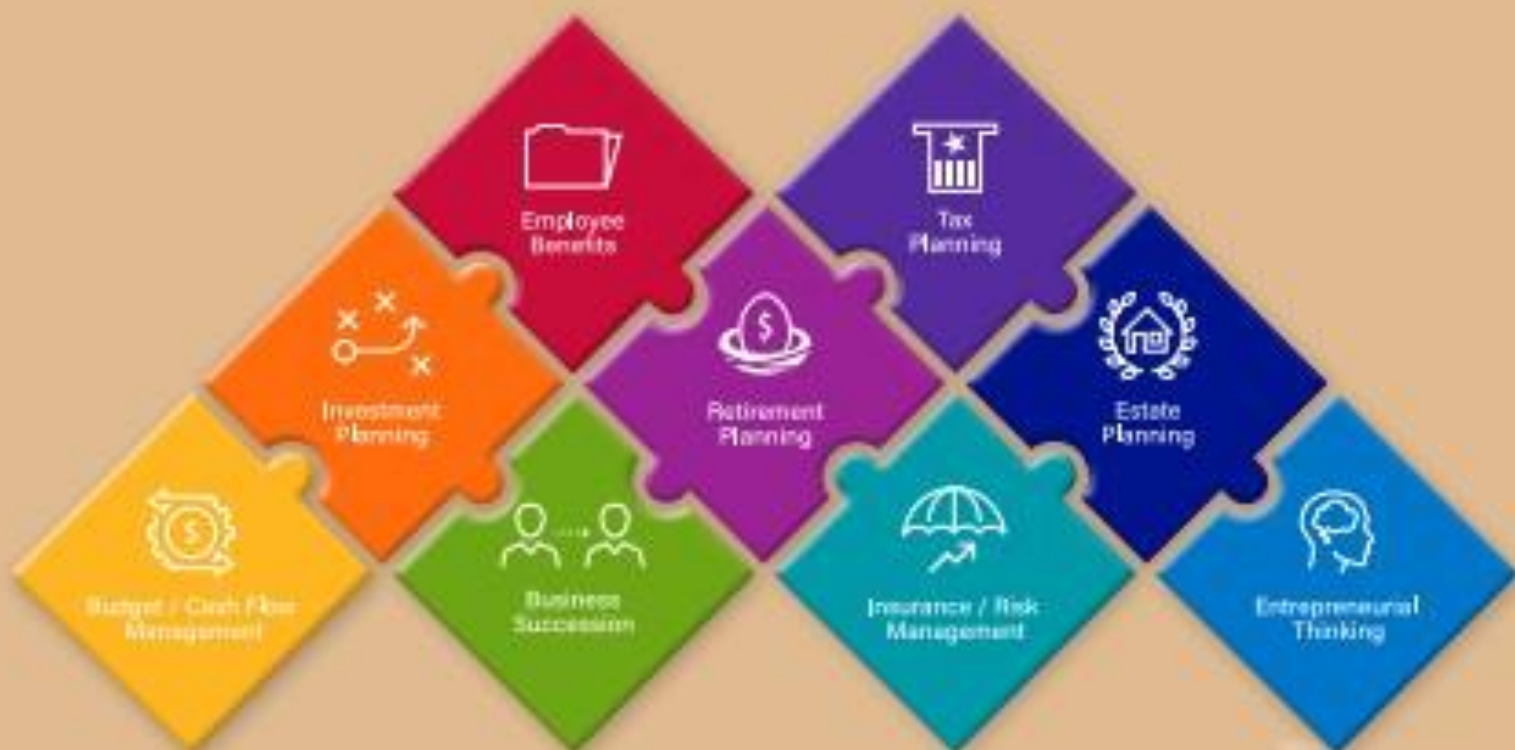 Employee
Benefits
Tax
Planning
Investment
Planning
Retirement
Planning
Estate
Planning
Budget / Cash Flow
Management
Business
Succession
Insurance / Risk
Management
Entrepreneurial
Thinking